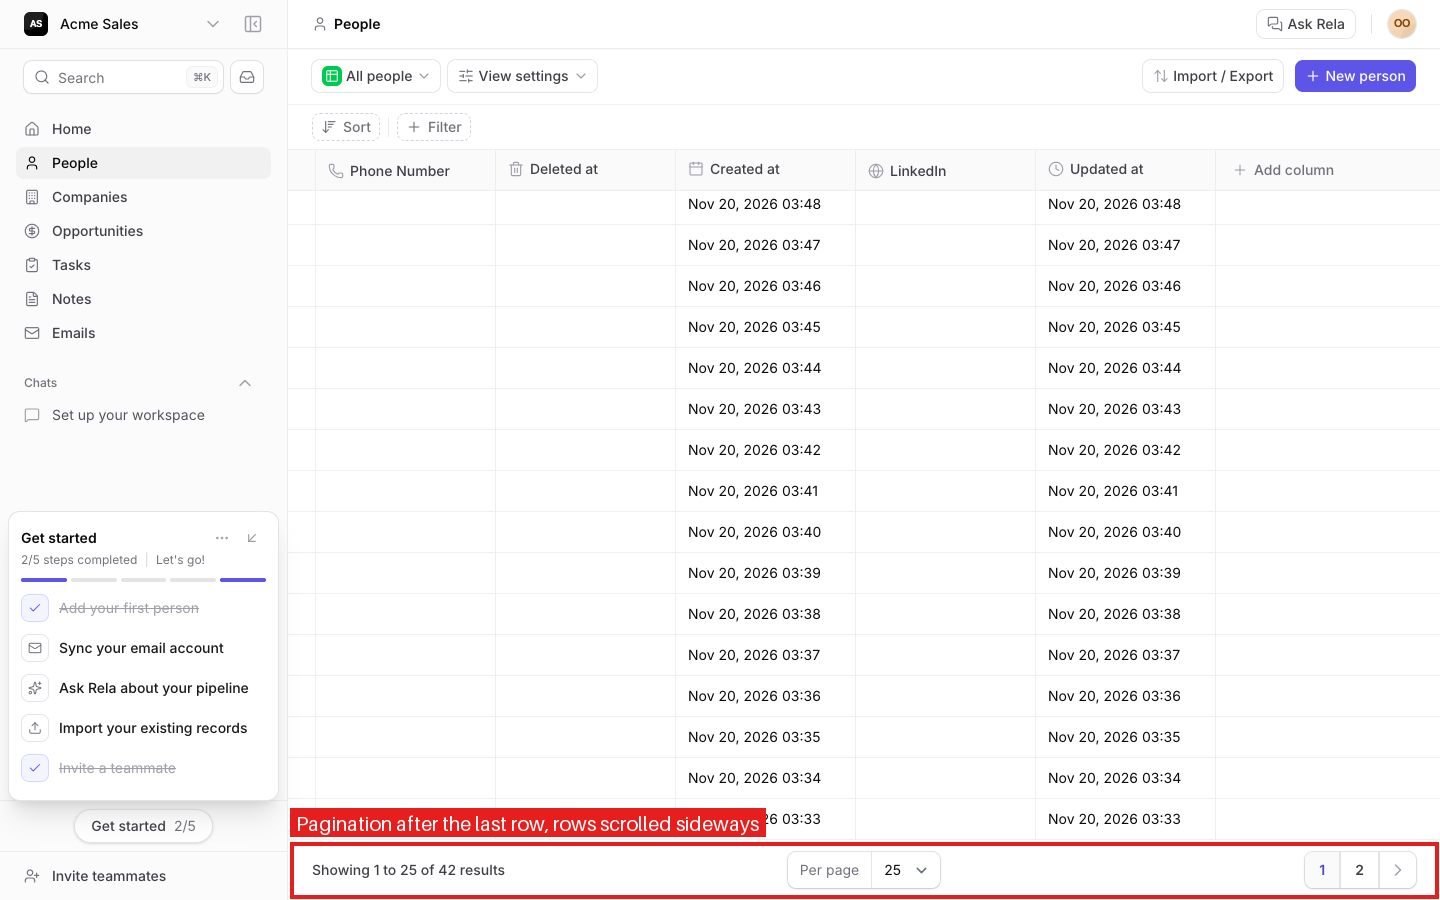 AS Acme Sales
People
Ask Rela
OO
Search ⌘K
All people
View settings
Import / Export
+ New person
Sort
+ Filter
Home
People
Companies
Opportunities
Tasks
Notes
Emails
Chats
Set up your workspace
Phone Number Deleted at Created at LinkedIn Updated at + Add column
Nov 20, 2026 03:48 Nov 20, 2026 03:48
Nov 20, 2026 03:47 Nov 20, 2026 03:47
Nov 20, 2026 03:46 Nov 20, 2026 03:46
Nov 20, 2026 03:45 Nov 20, 2026 03:45
Nov 20, 2026 03:44 Nov 20, 2026 03:44
Nov 20, 2026 03:43 Nov 20, 2026 03:43
Nov 20, 2026 03:42 Nov 20, 2026 03:42
Nov 20, 2026 03:41 Nov 20, 2026 03:41
Nov 20, 2026 03:40 Nov 20, 2026 03:40
Nov 20, 2026 03:39 Nov 20, 2026 03:39
Nov 20, 2026 03:38 Nov 20, 2026 03:38
Nov 20, 2026 03:37 Nov 20, 2026 03:37
Nov 20, 2026 03:36 Nov 20, 2026 03:36
Nov 20, 2026 03:35 Nov 20, 2026 03:35
Nov 20, 2026 03:34 Nov 20, 2026 03:34
03:33 Nov 20, 2026 03:33
Get started
2/5 steps completed Let's go!
Add your first person
Sync your email account
Ask Rela about your pipeline
Import your existing records
Invite a teammate
Get started 2/5
Invite teammates
Pagination after the last row, rows scrolled sideways
Showing 1 to 25 of 42 results
Per page 25
1 2